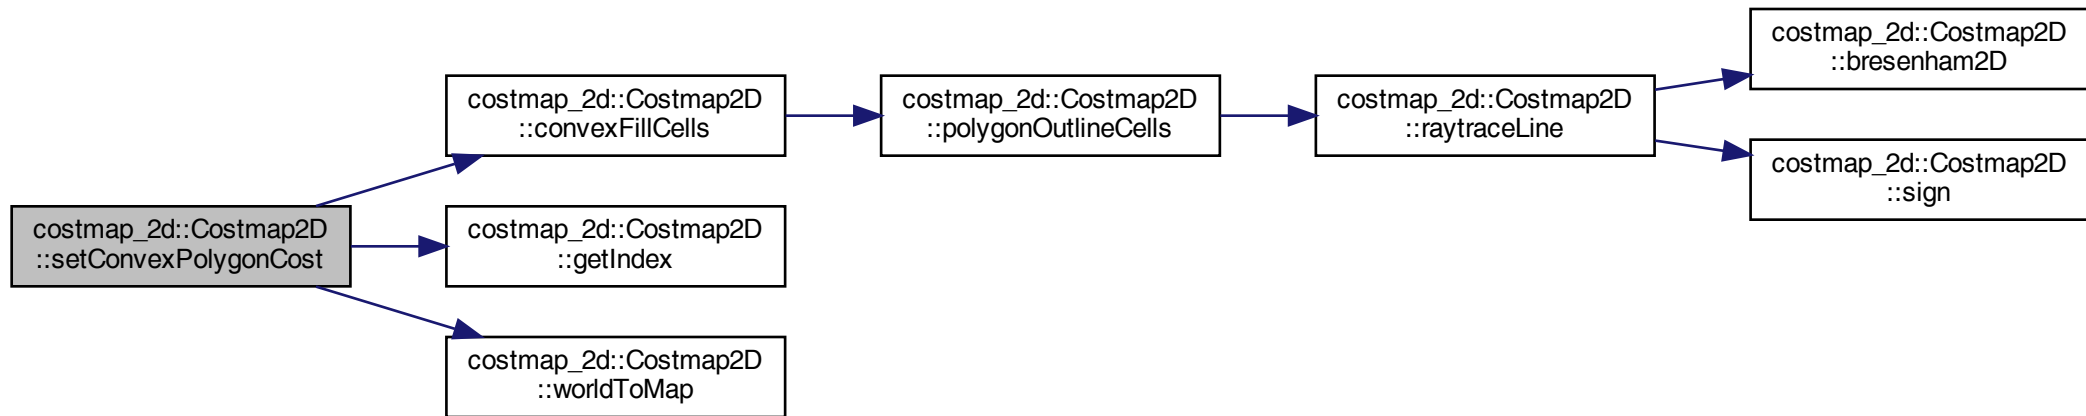 costmap_2d::Costmap2D
::setConvexPolygonCost
costmap_2d::Costmap2D
::convexFillCells
costmap_2d::Costmap2D
::getIndex
costmap_2d::Costmap2D
::worldToMap
costmap_2d::Costmap2D
::polygonOutlineCells
costmap_2d::Costmap2D
::raytraceLine
costmap_2d::Costmap2D
::bresenham2D
costmap_2d::Costmap2D
::sign